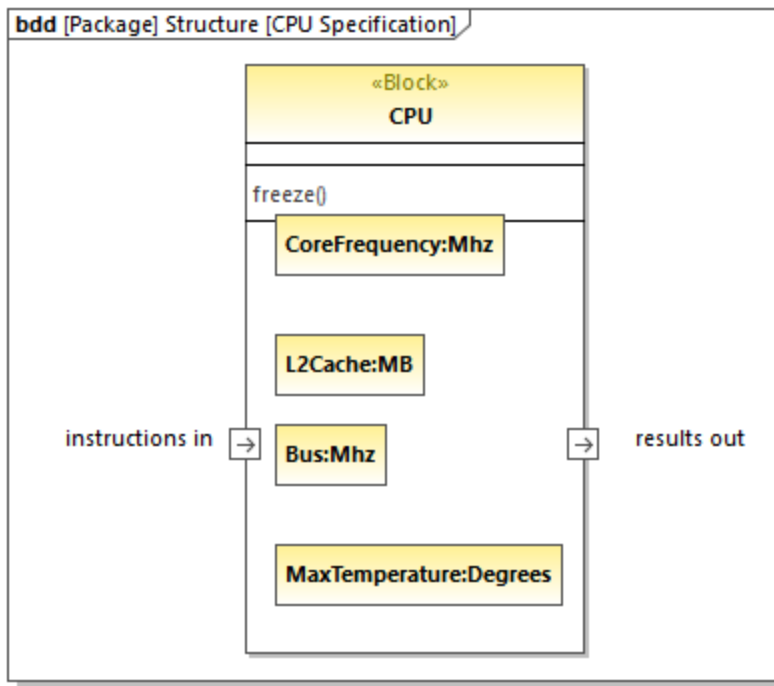 bdd [Package] Structure [CPU Specification]
«Block»
CPU
freeze()
CoreFrequency:Mhz
L2Cache:MB
instructions in
Bus:Mhz
results out
MaxTemperature:Degrees